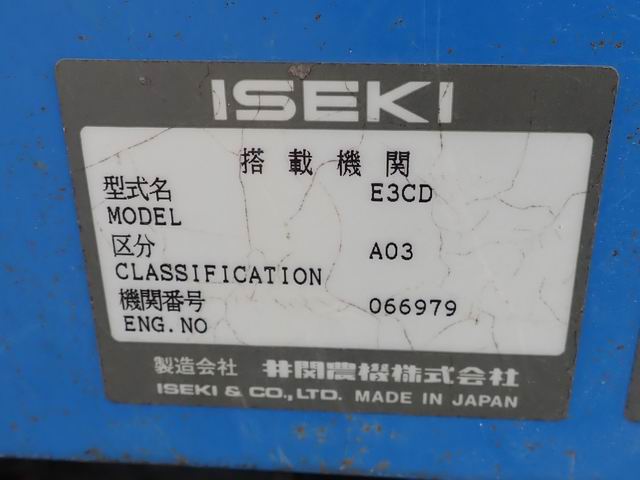 ISEKI
搭載機関
型式名 E3CD
MODEL
区分 A03
CLASSIFICATION
機関番号 066979
ENG.NO
製造会社 井関農機株式会社
ISEKI & CO., LTD. MADE IN JAPAN